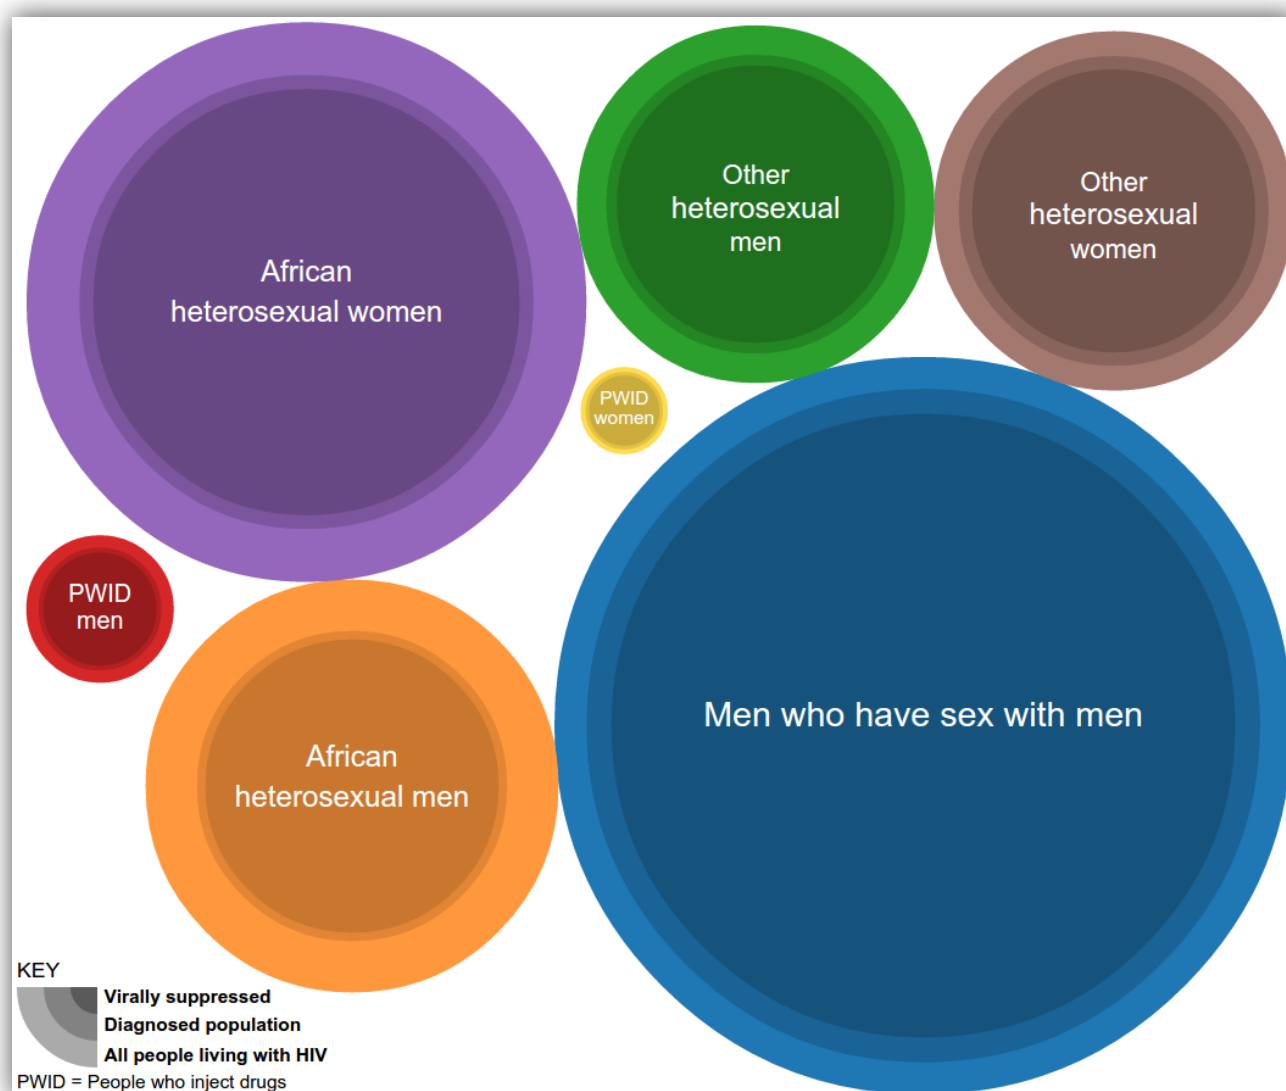 African
heterosexual women
Other
heterosexual
men
Other
heterosexual
women
PWID
women
PWID
men
African
heterosexual men
Men who have sex with men
KEY
Virally suppressed
Diagnosed population
All people living with HIV
PWID = People who inject drugs